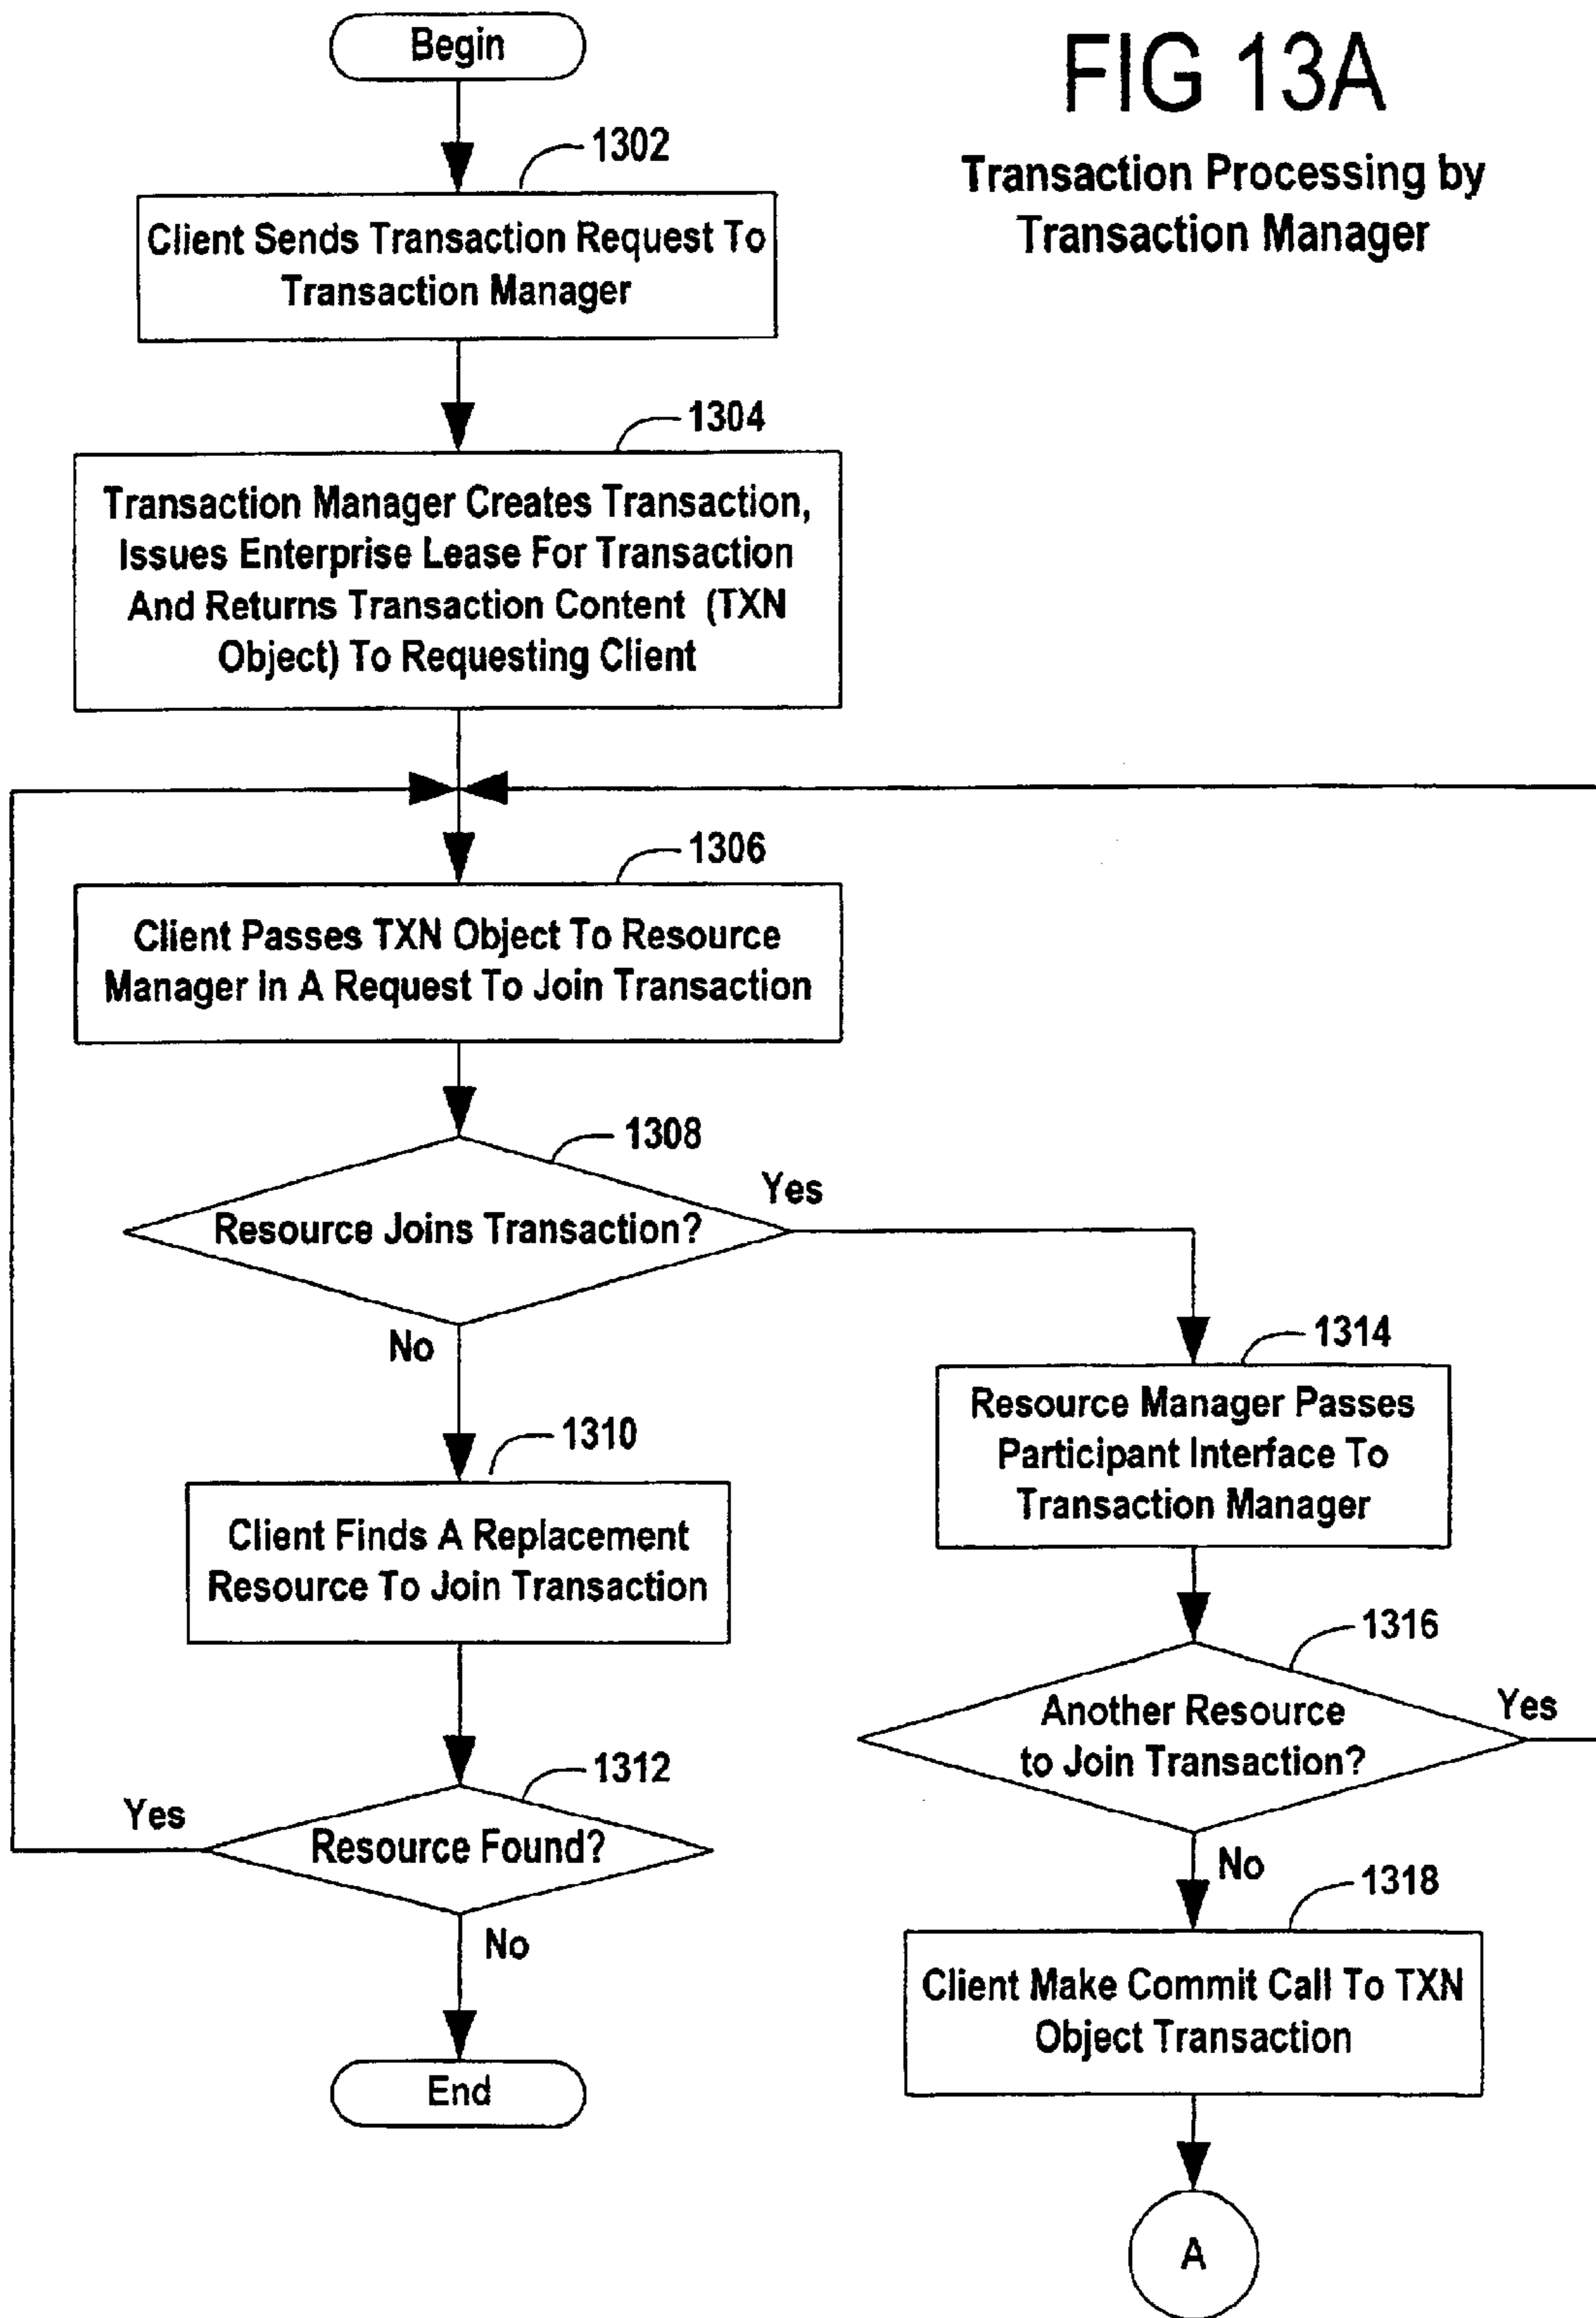 FIG 13A
Transaction Processing by
Transaction Manager
Begin
1302
Client Sends Transaction Request To
Transaction Manager
1304
Transaction Manager Creates Transaction,
Issues Enterprise Lease For Transaction
And Returns Transaction Content (TXN
Object) To Requesting Client
1306
Client Passes TXN Object To Resource
Manager In A Request To Join Transaction
1308
Resource Joins Transaction?
Yes
No
1310
Client Finds A Replacement
Resource To Join Transaction
1312
Resource Found?
Yes
No
End
1314
Resource Manager Passes
Participant Interface To
Transaction Manager
1316
Another Resource
to Join Transaction?
Yes
No
1318
Client Make Commit Call To TXN
Object Transaction
A